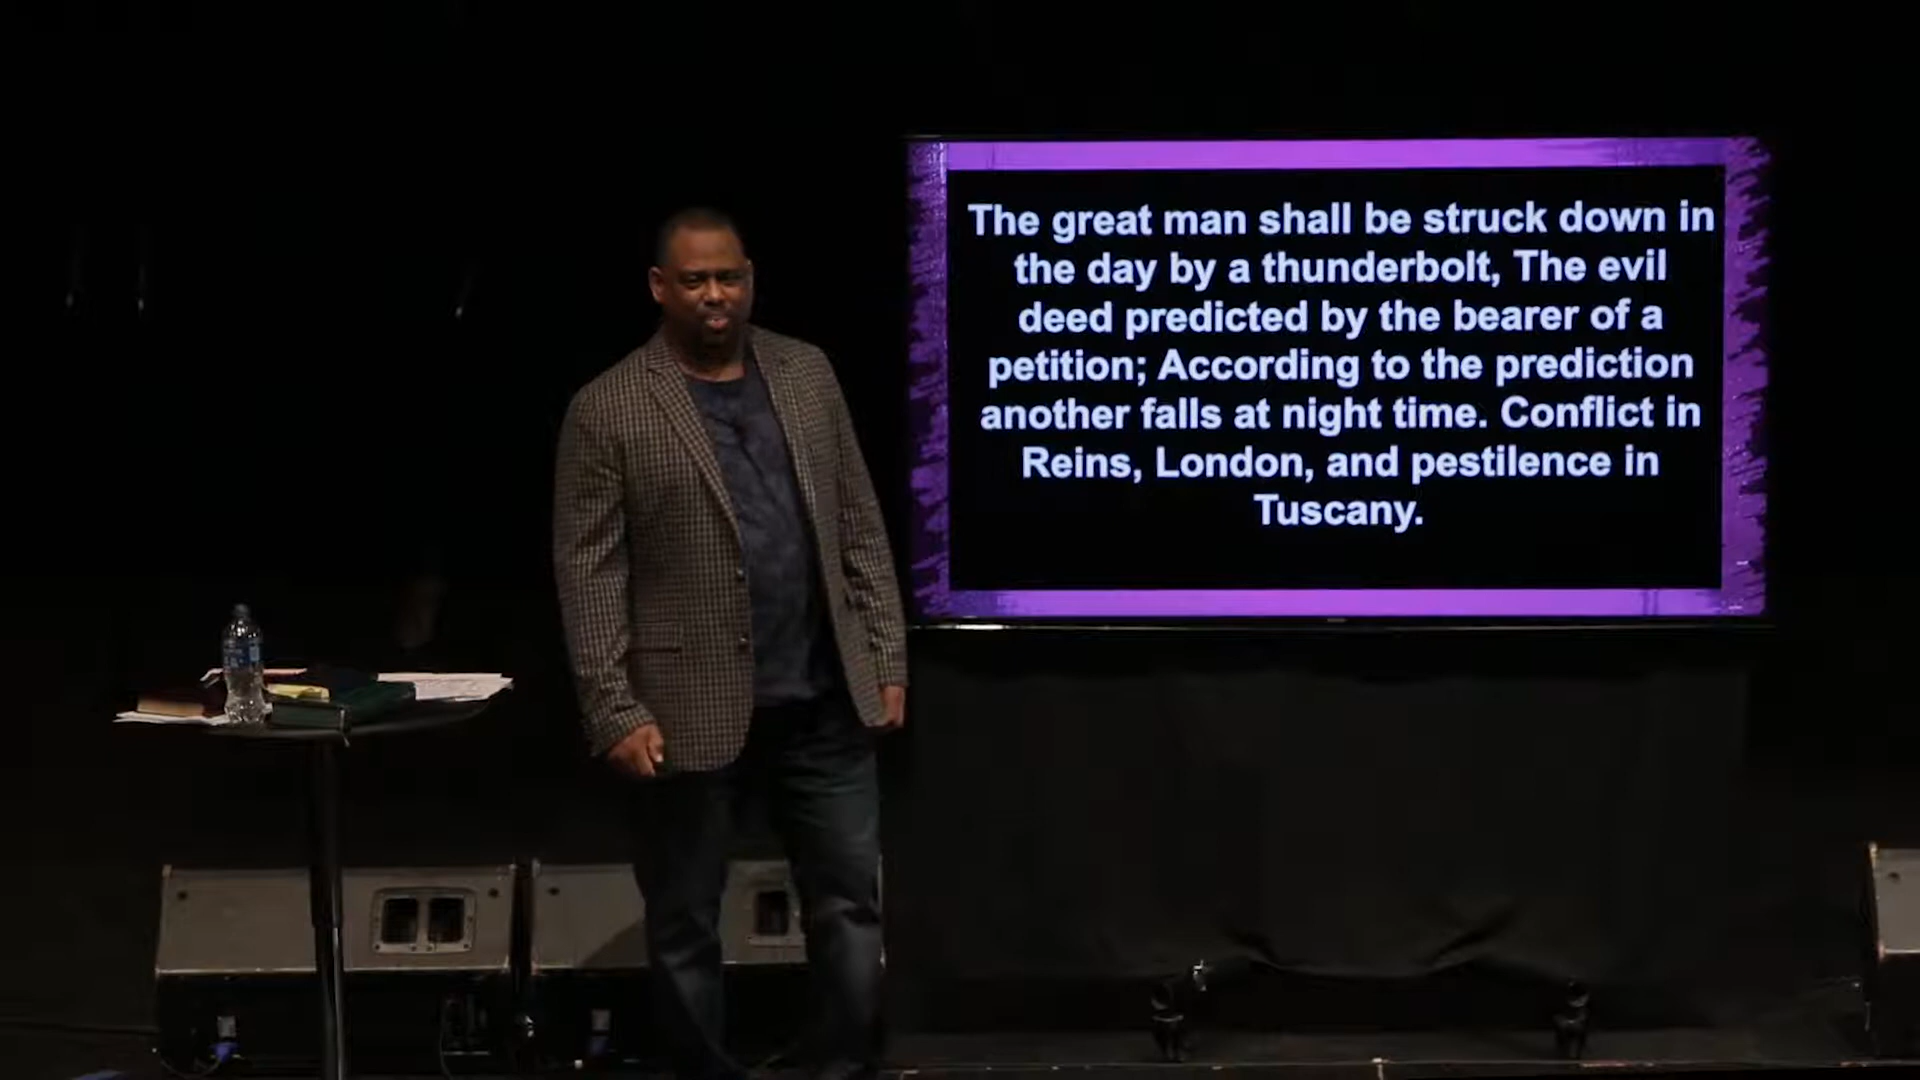 The great man shall be struck down in
the day by a thunderbolt, The evil
deed predicted by the bearer of a
petition; According to the prediction
another falls at night time. Conflict in
Reins, London, and pestilence in
Tuscany.